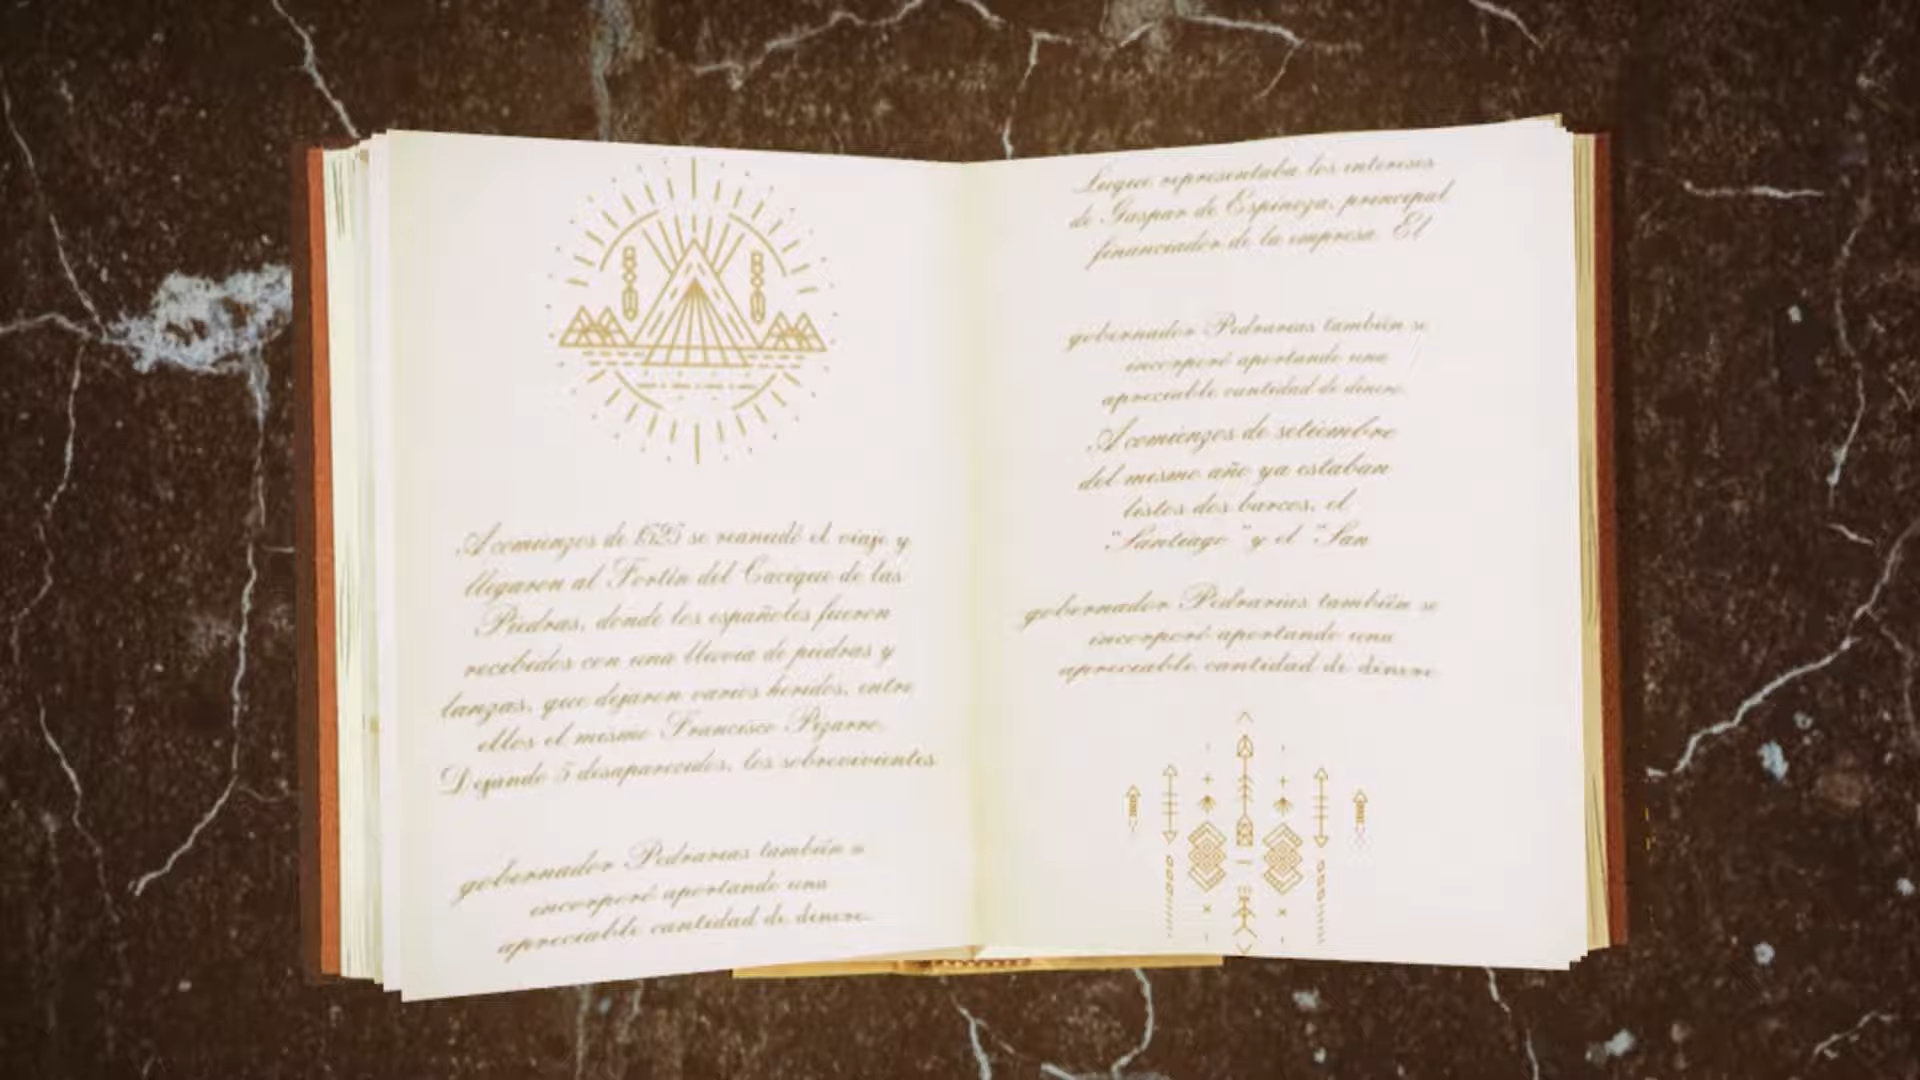 A comienzos de 1525 se reanudó el viaje y
llegaron al Fortín del Cacique de las
Piedras, donde los españoles fueron
recibidos con una lluvia de piedras y
lanzas, que dejaron varios heridos, entre
ellos el mismo Francisco Pizarro.
Dejando 5 desaparecidos, los sobrevivientes
gobernador Pedrarias también se
incorporó aportando una
apreciable cantidad de dinero.
Luque representaba los intereses
de Gaspar de Espinoza, principal
financiador de la empresa. El
gobernador Pedrarias también se
incorporó aportando una
apreciable cantidad de dinero.
A comienzos de setiembre
del mismo año ya estaban
listos dos barcos, el
"Santiago" y el "San
gobernador Pedrarias también se
incorporó aportando una
apreciable cantidad de dinero